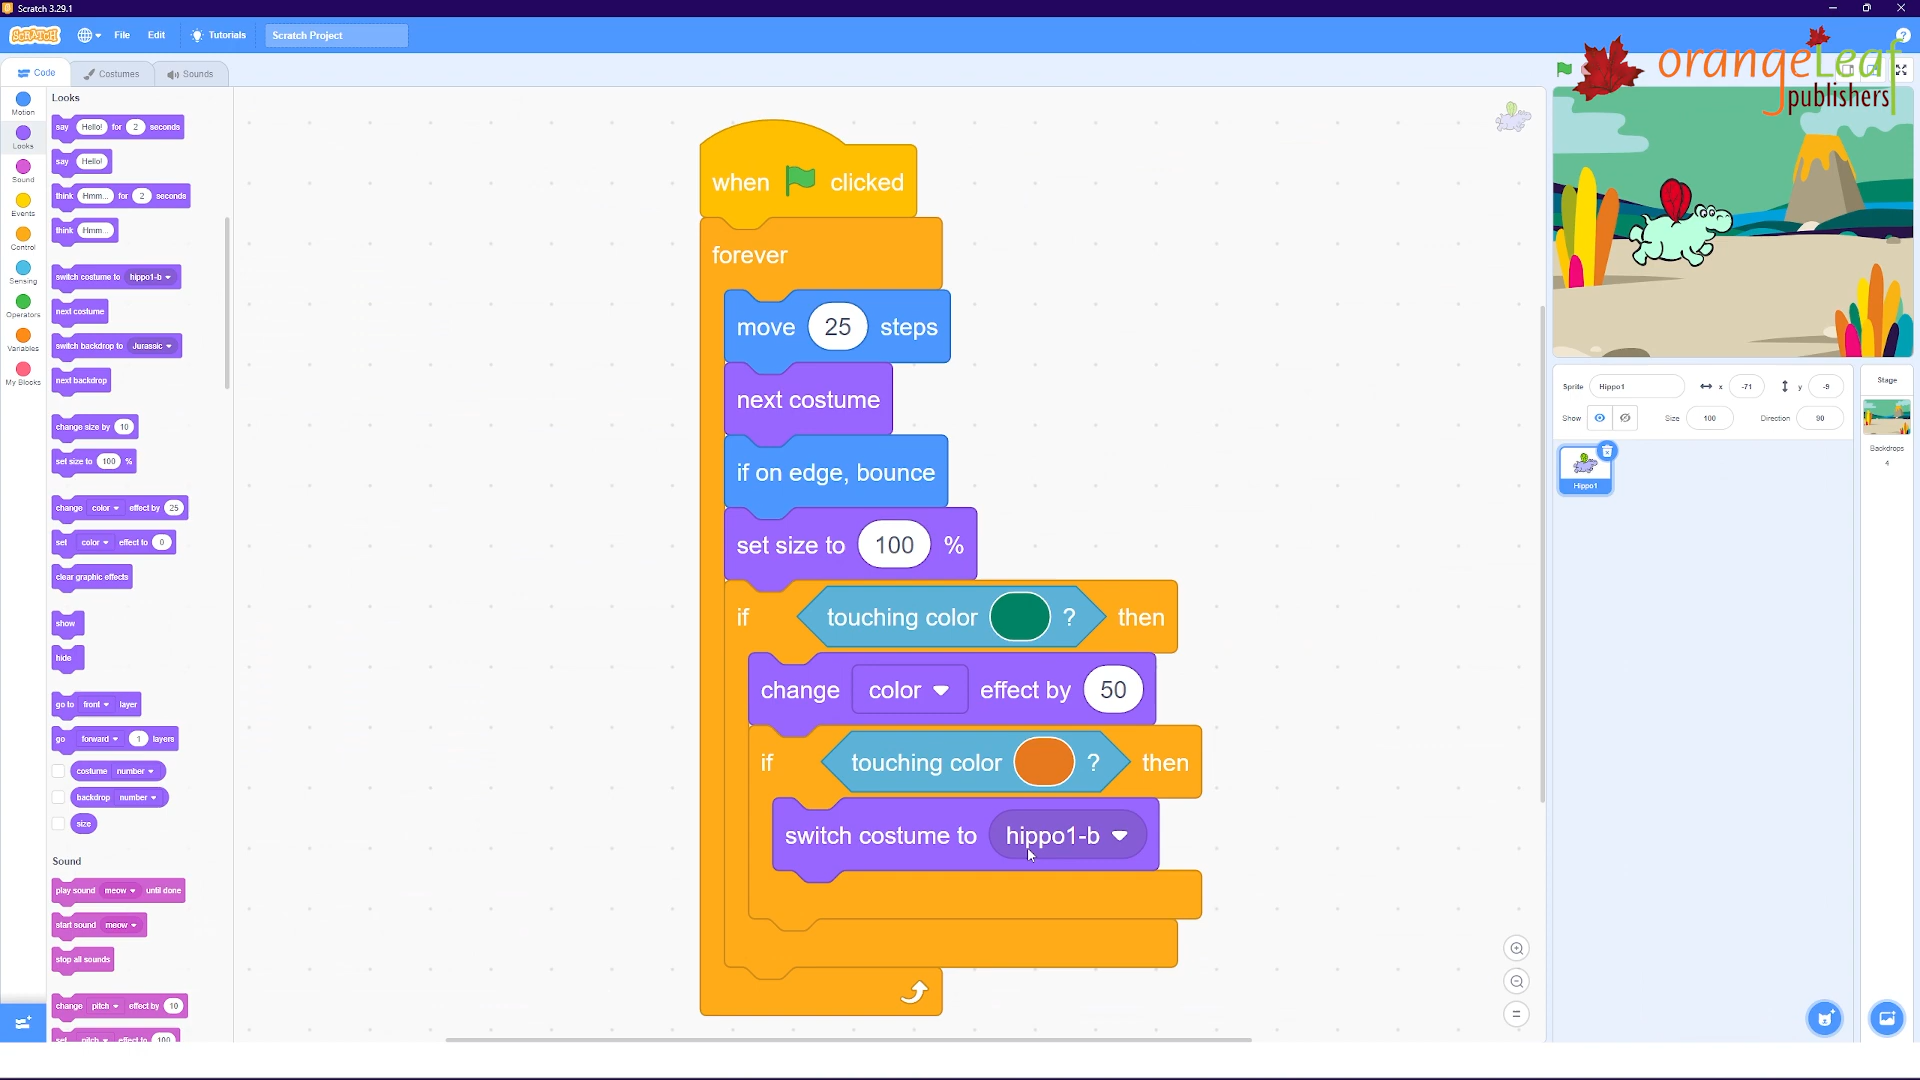 Scratch 3.29.1
SCRATCH File Edit Tutorials Scratch Project
orangeLeaf
publishers
Code Costumes Sounds
Motion
Looks
Sound
Events
Control
Sensing
Operators
Variables
My Blocks
Looks
say Hello! for 2 seconds
say Hello!
think Hmm... for 2 seconds
think Hmm...
switch costume to hippo1-b
next costume
switch backdrop to Jurassic
next backdrop
change size by 10
set size to 100 %
change color effect by 25
set color effect to 0
clear graphic effects
show
hide
go to front layer
go forward 1 layers
costume number
backdrop number
size
Sound
play sound meow until done
start sound meow
stop all sounds
change pitch effect by 10
set pitch effect to 100
when clicked
forever
move 25 steps
next costume
if on edge, bounce
set size to 100 %
if touching color ? then
change color effect by 50
if touching color ? then
switch costume to hippo1-b
Sprite Hippo1 x -71 y -9
Show Size 100 Direction 90
Hippo1
Stage
Backdrops
4